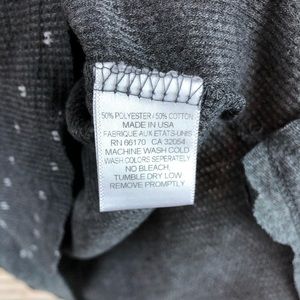 50% POLYESTER / 50% COTTON
MADE IN USA
FABRIQUE AUX ETATS-UNIS
RN 66170 CA 32054
MACHINE WASH COLD
WASH COLORS SEPERATELY
NO BLEACH,
TUMBLE DRY LOW
REMOVE PROMPTLY